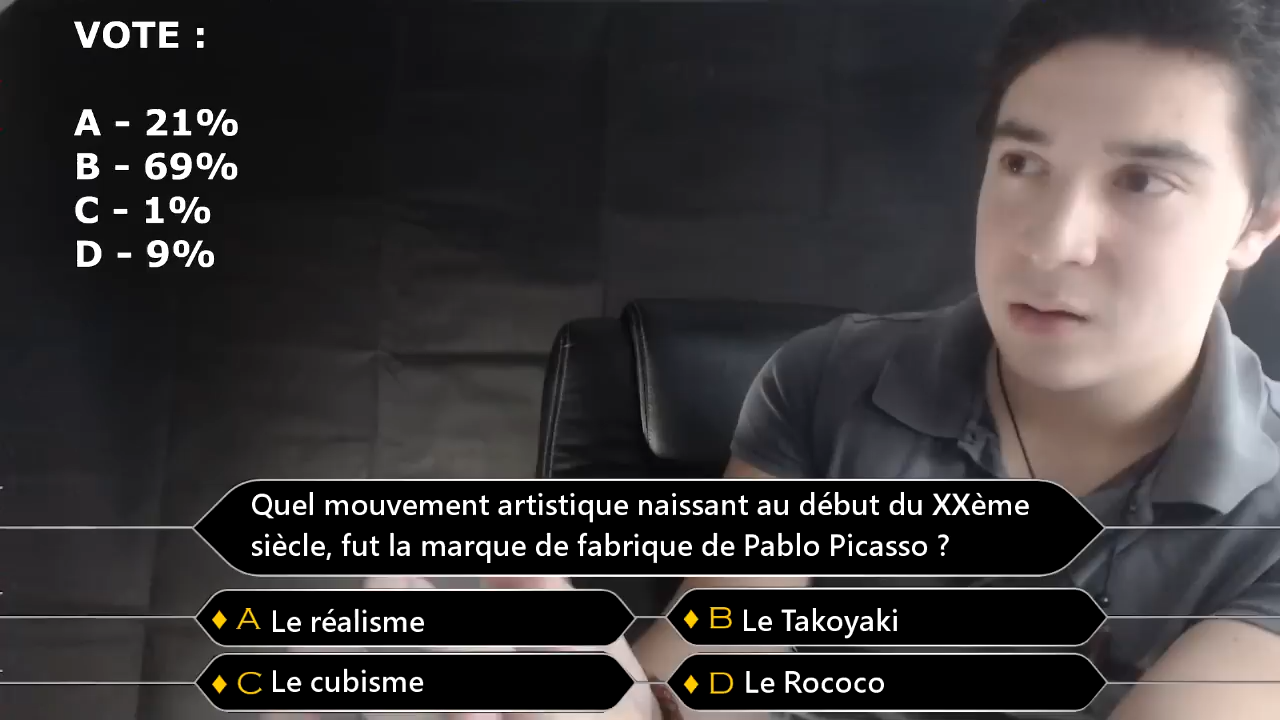 VOTE :
A - 21%
B - 69%
C - 1%
D - 9%
Quel mouvement artistique naissant au début du XXème
siècle, fut la marque de fabrique de Pablo Picasso ?
A Le réalisme
B Le Takoyaki
C Le cubisme
D Le Rococo